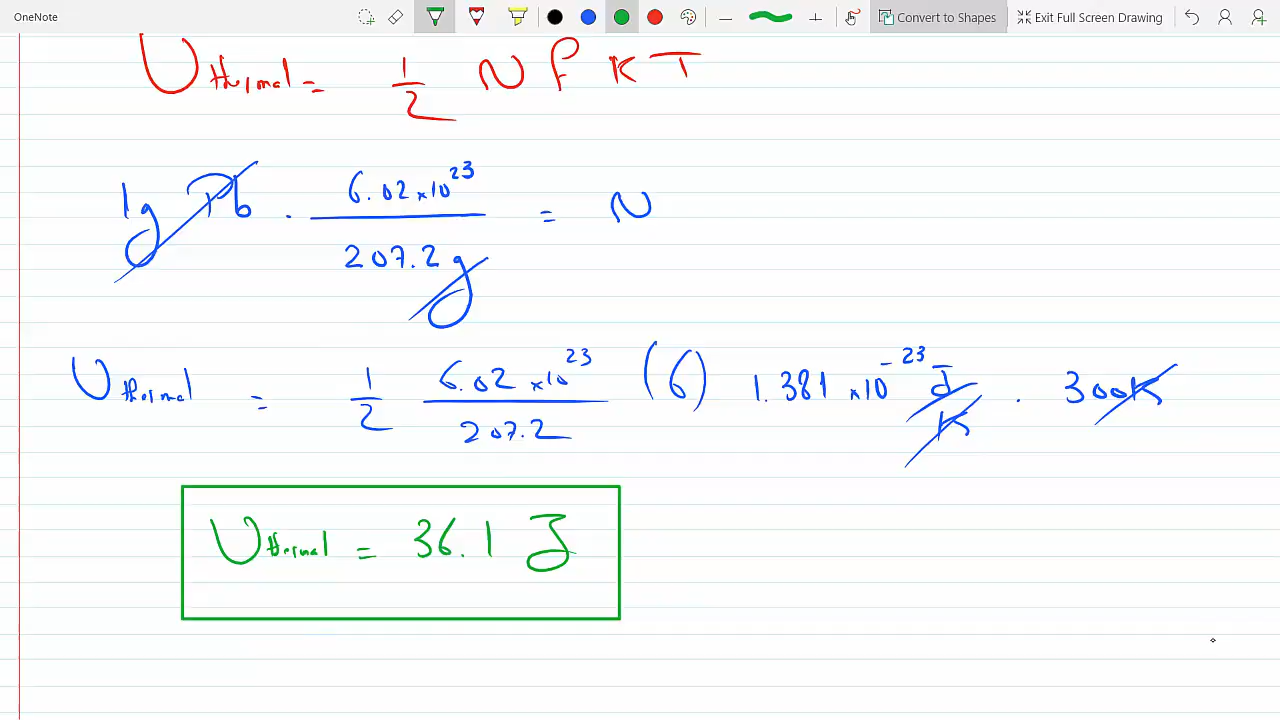 OneNote
Convert to Shapes
Exit Full Screen Drawing
U thermal = 1/2 N f K T
1g Pb . 6.02 x 10^23 / 207.2 g = N
U thermal = 1/2 6.02 x 10^23 / 207.2 (6) 1.381 x 10^-23 J/K . 300K
U thermal = 36.1 J